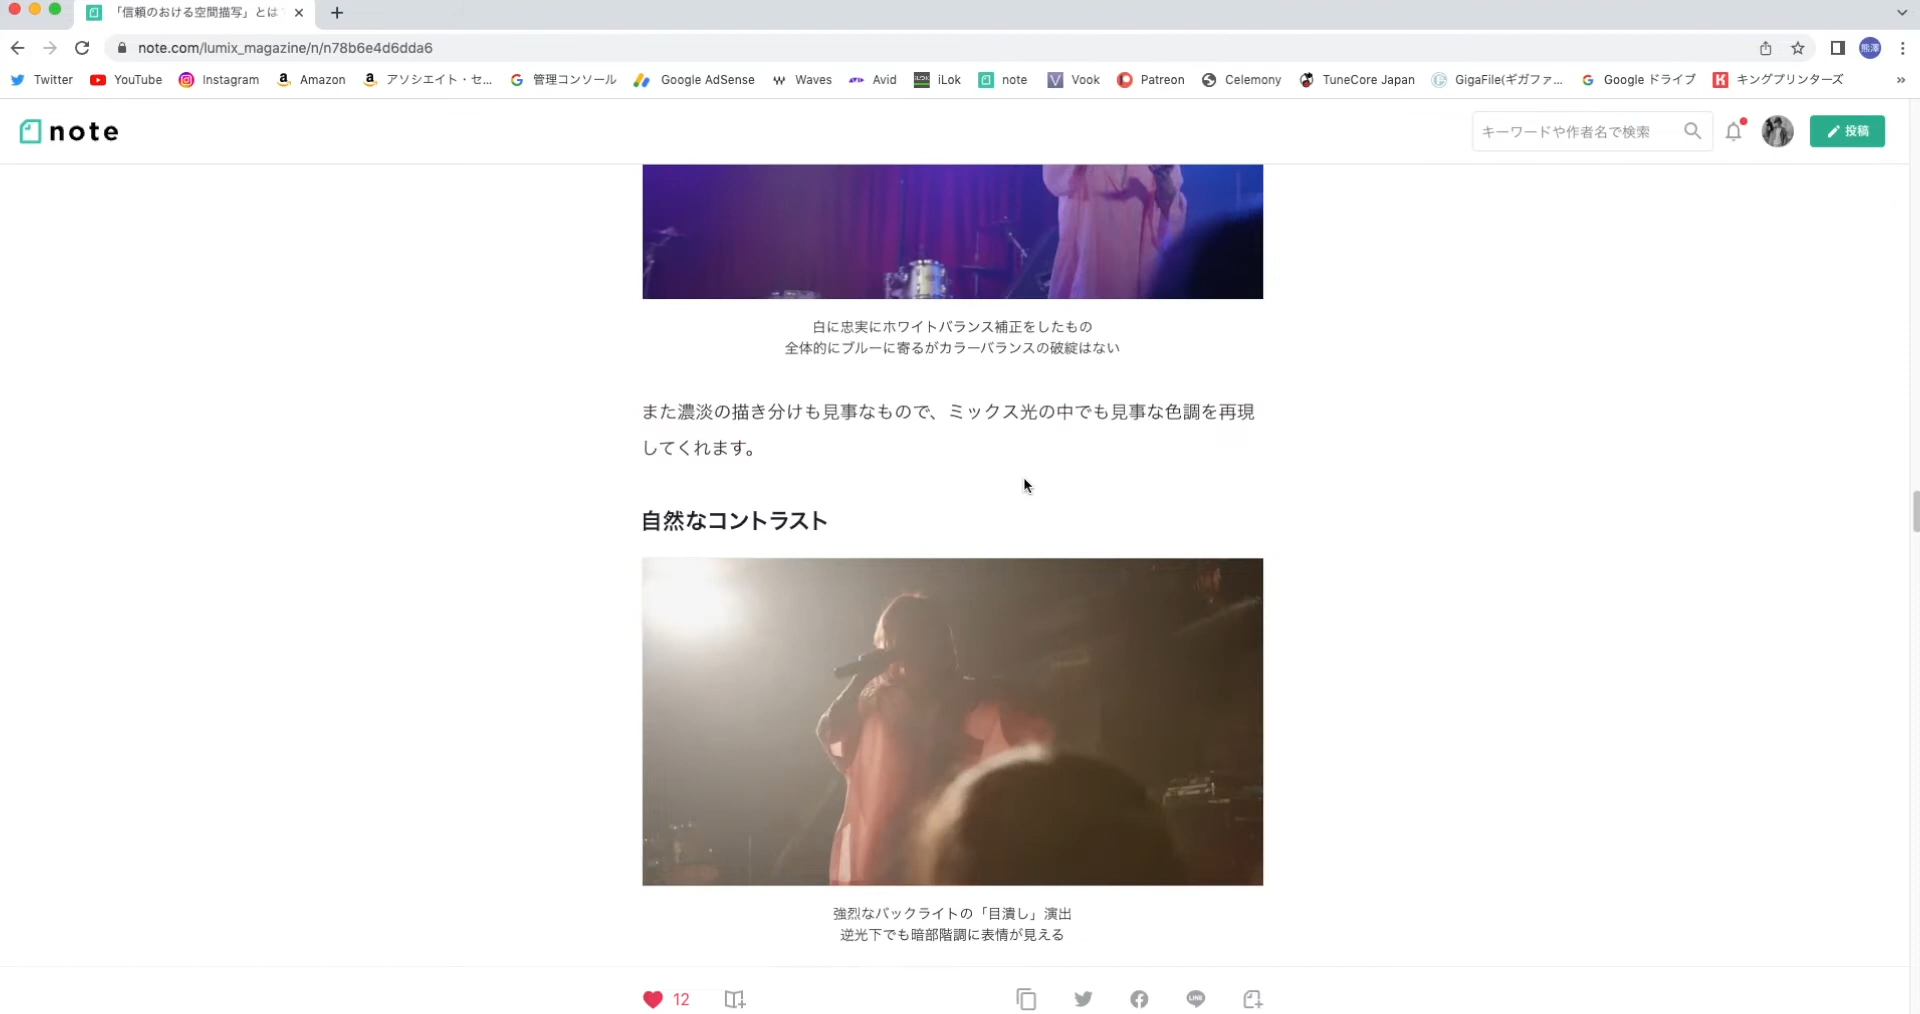 「信頼のおける空間描写」とは
note.com/lumix_magazine/n/n78b6e4d6dda6
熊澤
Twitter YouTube Instagram Amazon アソシエイト・セ... 管理コンソール Google AdSense Waves Avid iLok note Vook Patreon Celemony TuneCore Japan GigaFile(ギガファ... Google ドライブ キングプリンターズ »
note
キーワードや作者名で検索
投稿
白に忠実にホワイトバランス補正をしたもの
全体的にブルーに寄るがカラーバランスの破綻はない
また濃淡の描き分けも見事なもので、ミックス光の中でも見事な色調を再現
してくれます。
自然なコントラスト
強烈なバックライトの「目潰し」演出
逆光下でも暗部階調に表情が見える
12
LINE